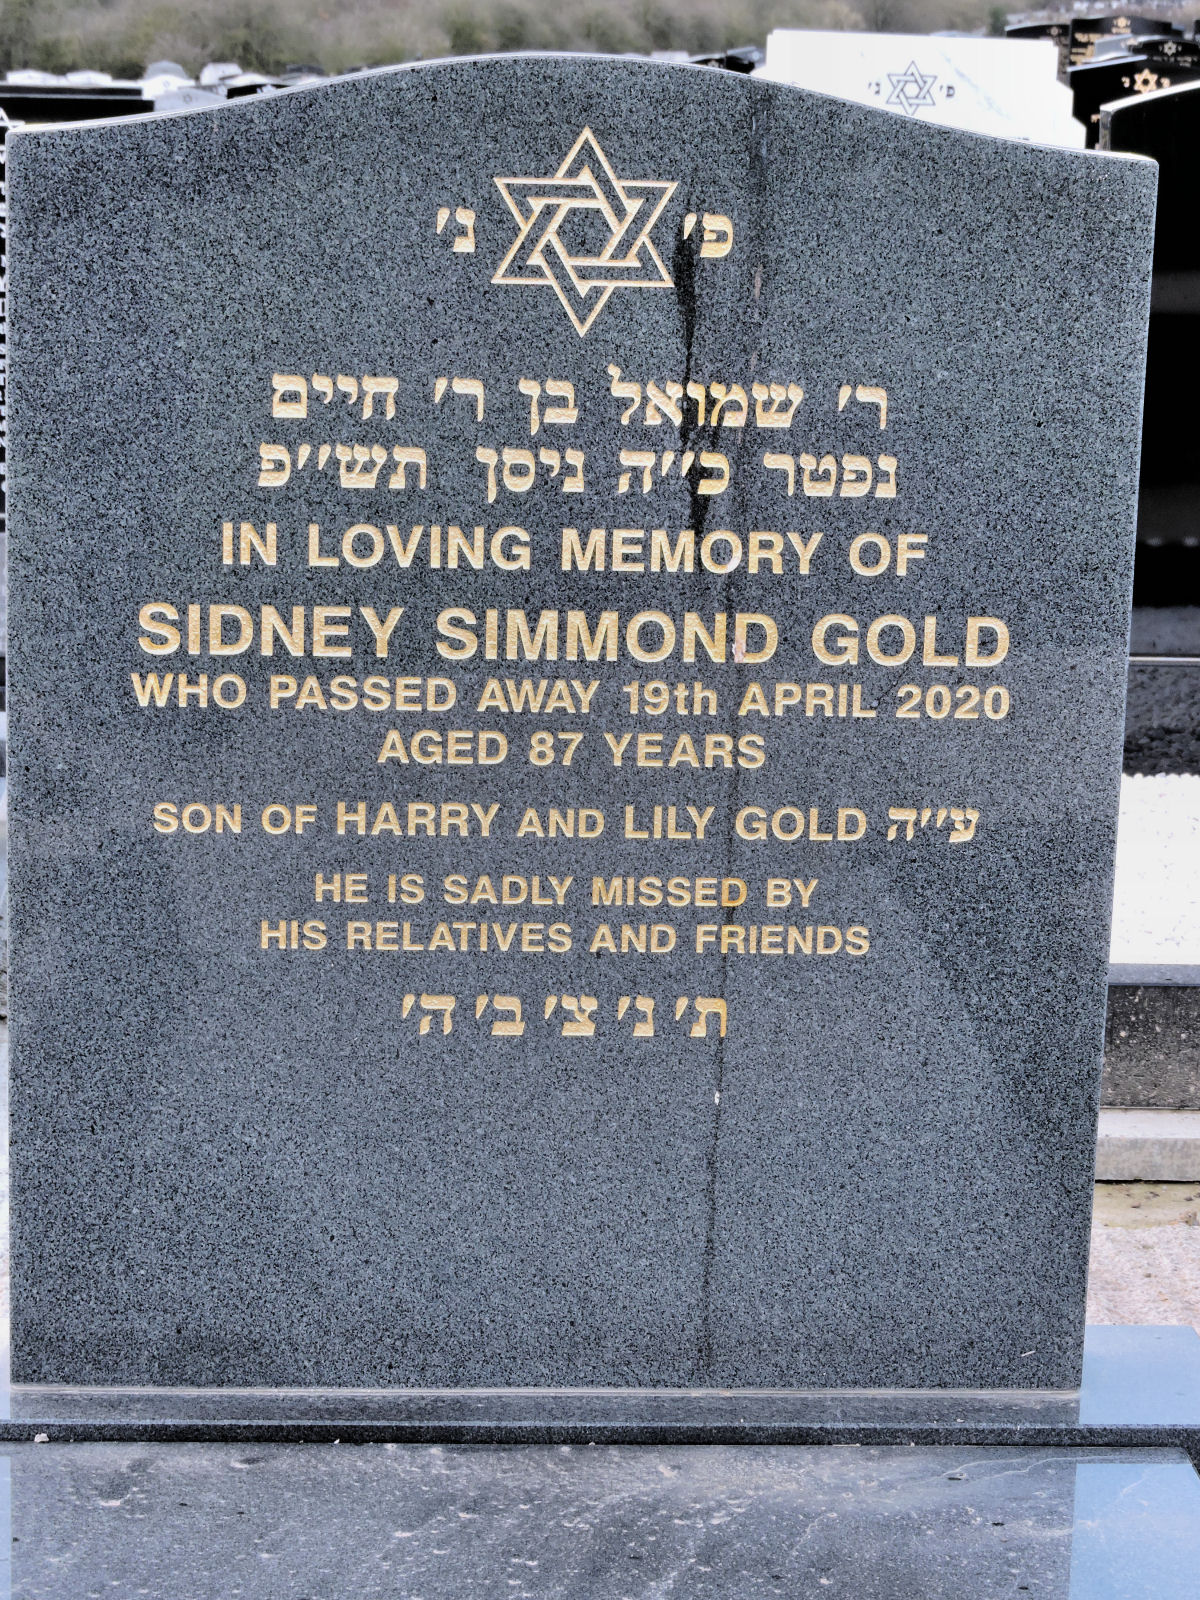 פ' נ'
ר' שמואל בן ר' חיים
נפטר כ''ה ניסן תש''פ
IN LOVING MEMORY OF
SIDNEY SIMMOND GOLD
WHO PASSED AWAY 19th APRIL 2020
AGED 87 YEARS
SON OF HARRY AND LILY GOLD ע''ה
HE IS SADLY MISSED BY
HIS RELATIVES AND FRIENDS
ת' נ' צ' ב' ה'
פ' נ'